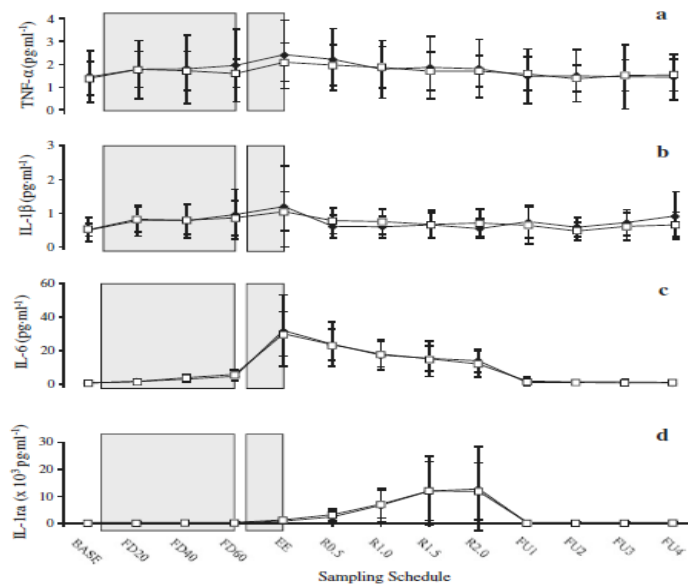 a
TNF-α(pg·ml-¹)
4
3
2
1
0
b
IL-1β(pg·ml-¹)
3
2
1
0
c
IL-6 (pg·ml-¹)
60
40
20
0
d
IL-1ra (x 10³pg·ml-¹)
30
20
10
0
BASE FD20 FD40 FD60 EE R0.5 R1.0 R1.5 R2.0 FU1 FU2 FU3 FU4
Sampling Schedule